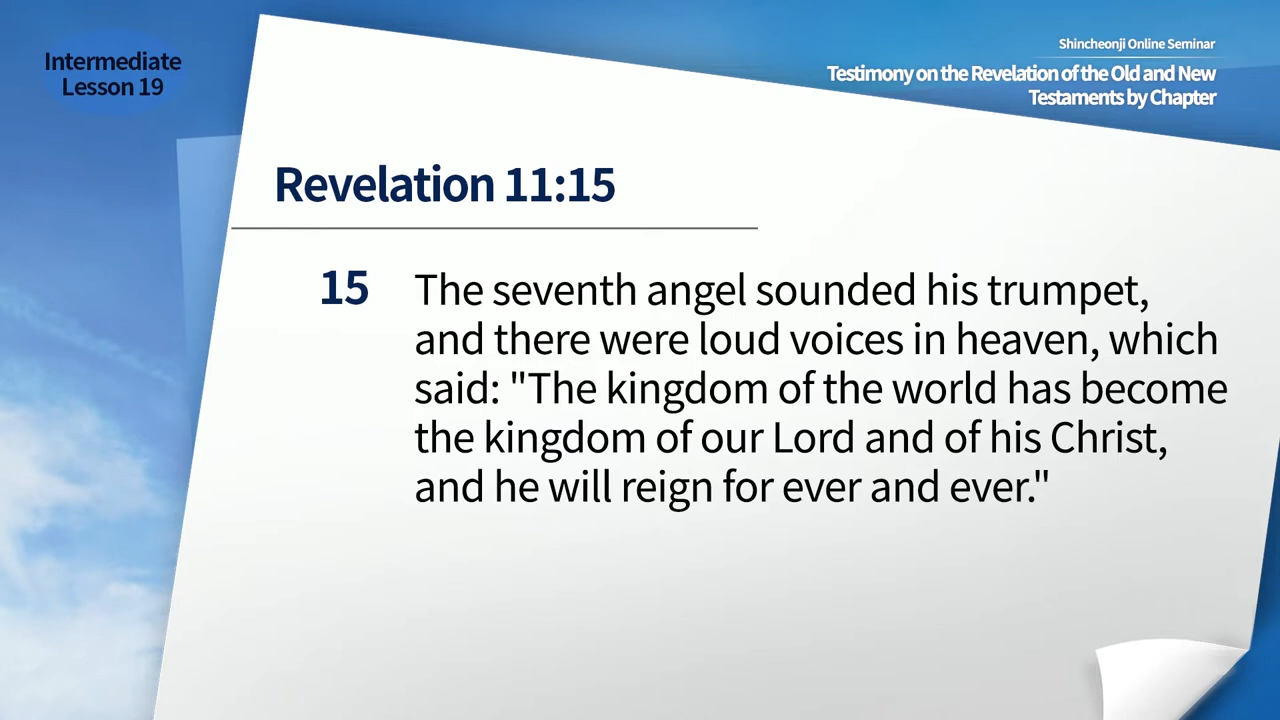 Intermediate
Lesson 19
Shincheonji Online Seminar
Testimony on the Revelation of the Old and New
Testaments by Chapter
Revelation 11:15
15 The seventh angel sounded his trumpet,
and there were loud voices in heaven, which
said: "The kingdom of the world has become
the kingdom of our Lord and of his Christ,
and he will reign for ever and ever."